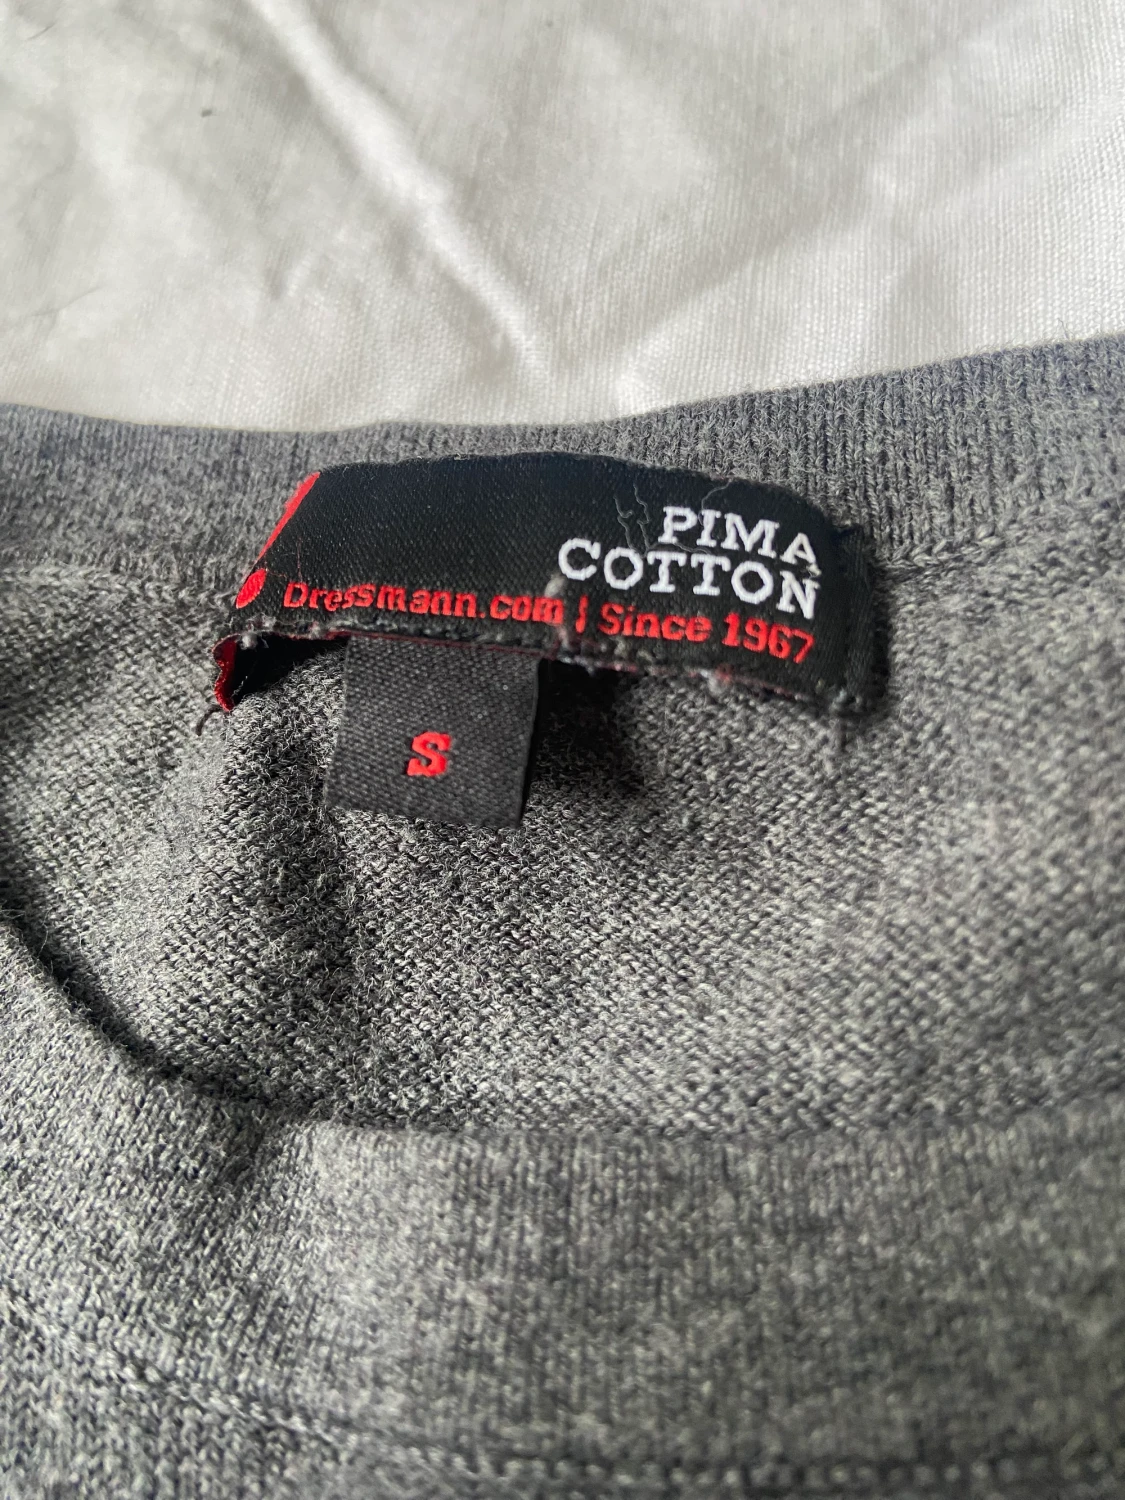 PIMA
COTTON
Dressmann.com | Since 1967
S